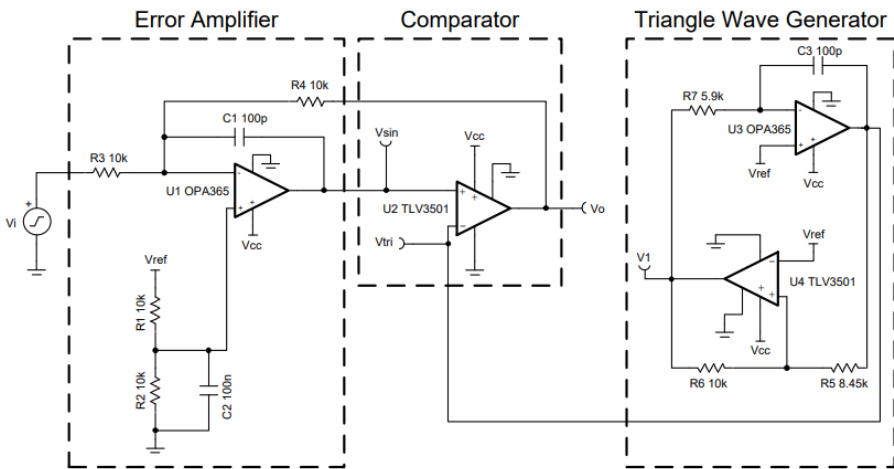 Error Amplifier
Comparator
Triangle Wave Generator
R4 10k
C1 100p
R3 10k
U1 OPA365
-
+
+
Vcc
Vi
+
Vref
R1 10k
R2 10k
C2 100n
Vsin
Vcc
U2 TLV3501
+
+
-
Vtri
Vo
C3 100p
R7 5.9k
U3 OPA365
-
+
+
Vref
Vcc
V1
Vref
U4 TLV3501
-
+
+
Vcc
R6 10k
R5 8.45k